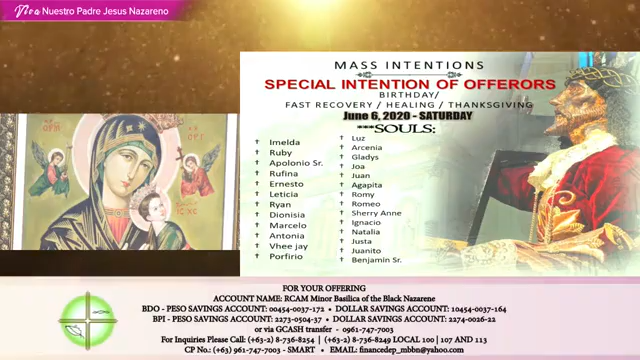 Viva Nuestro Padre Jesus Nazareno
MASS INTENTIONS
SPECIAL INTENTION OF OFFERORS
BIRTHDAY/
FAST RECOVERY / HEALING / THANKSGIVING
June 6, 2020 - SATURDAY
***SOULS:
† Imelda
† Ruby
† Apolonio Sr.
† Rufina
† Ernesto
† Leticia
† Ryan
† Dionisia
† Marcelo
† Antonia
† Vhee jay
† Porfirio
† Luz
† Arcenia
† Gladys
† Joa
† Juan
† Agapita
† Romy
† Romeo
† Sherry Anne
† Ignacio
† Natalia
† Justa
† Juanito
† Benjamin Sr.
FOR YOUR OFFERING
ACCOUNT NAME: RCAM Minor Basilica of the Black Nazarene
BDO - PESO SAVINGS ACCOUNT: 00454-0037-172 • DOLLAR SAVINGS ACCOUNT: 10454-0037-164
BPI - PESO SAVINGS ACCOUNT: 2273-0504-37 • DOLLAR SAVINGS ACCOUNT: 2274-0026-22
or via GCASH transfer - 0961-747-7003
For Inquiries Please Call: (+63-2) 8-736-8254 | (+63-2) 8-736-8249 LOCAL 100 | 107 AND 113
CP No.: (+63) 961-747-7003 - SMART • EMAIL: financedep_mbbn@yahoo.com